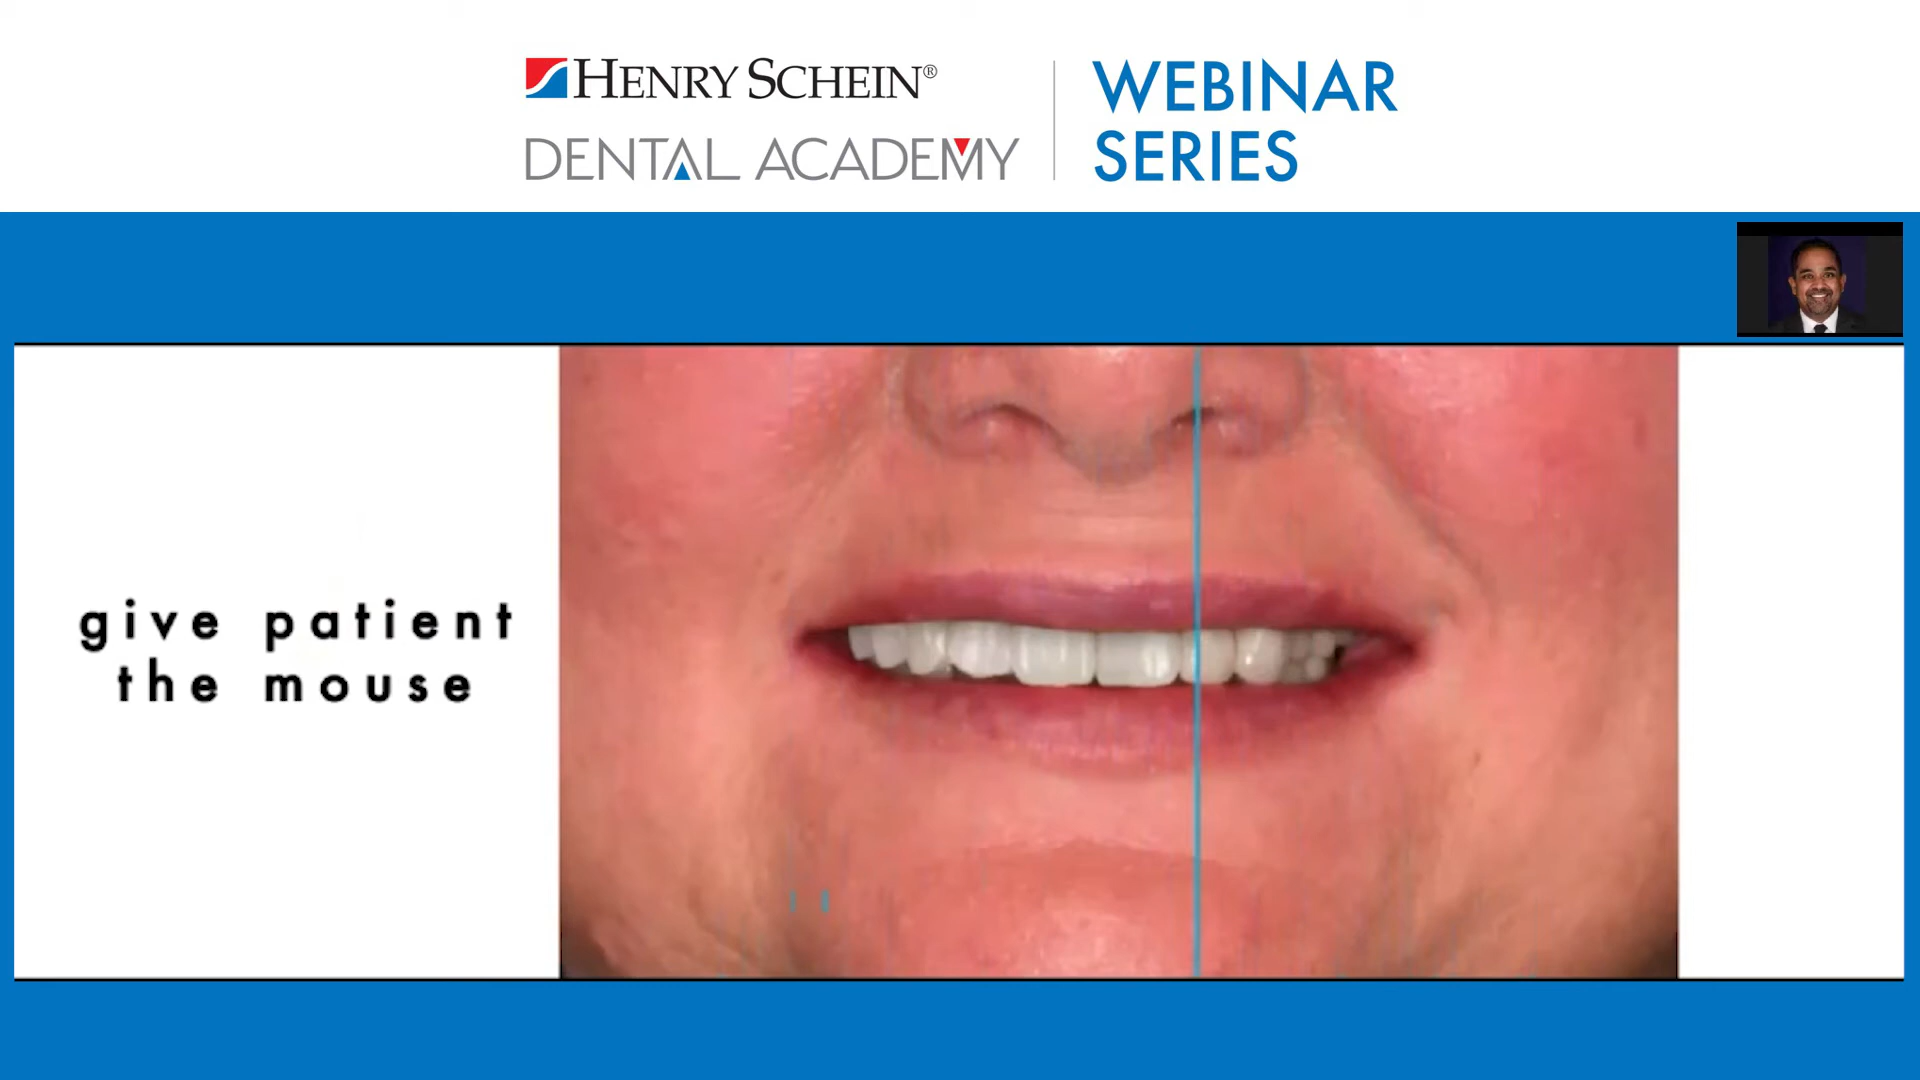 HENRY SCHEIN®
DENTAL ACADEMY
WEBINAR
SERIES
give patient
the mouse